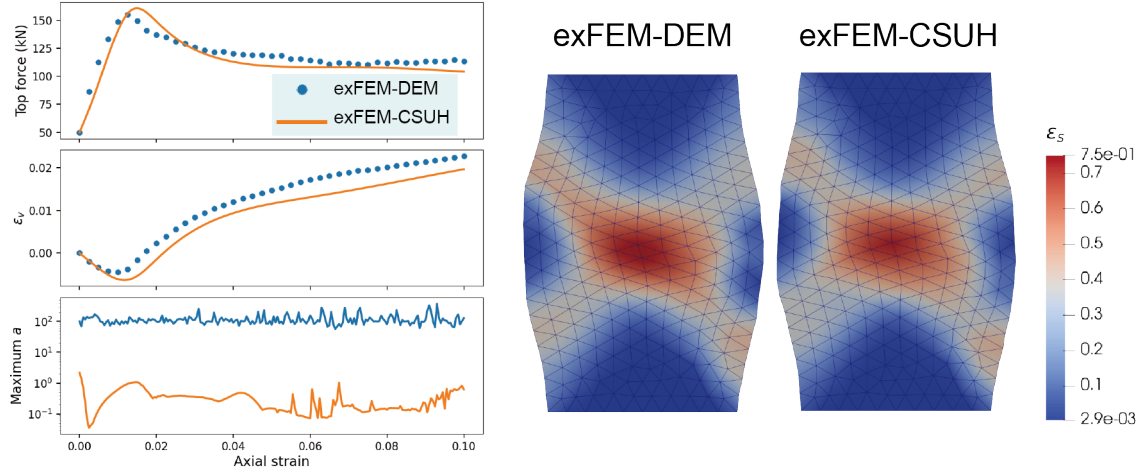 Top force (kN)
150
125
100
75
50
exFEM-DEM
exFEM-CSUH
εv
0.02
0.01
0.00
Maximum a
10²
10¹
10⁰
10⁻¹
0.00 0.02 0.04 0.06 0.08 0.10
Axial strain
exFEM-DEM exFEM-CSUH
εs
7.5e-01
0.7
0.6
0.5
0.4
0.3
0.2
0.1
2.9e-03